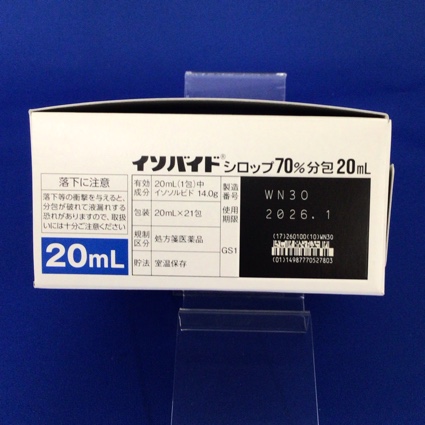 イソバイド® シロップ70%分包20mL
落下に注意
落下等の衝撃を与えると、
分包が破れて液漏れする
恐れがありますので、取扱
いには十分ご注意ください
20mL
有効成分 20mL(1包)中 イソソルビド 14.0g
包装 20mL×21包
規制区分 処方箋医薬品
貯法 室温保存
製造番号 WN30
使用期限 2026.1
GS1
(17)260100(10)WN30
(01)14987770527803